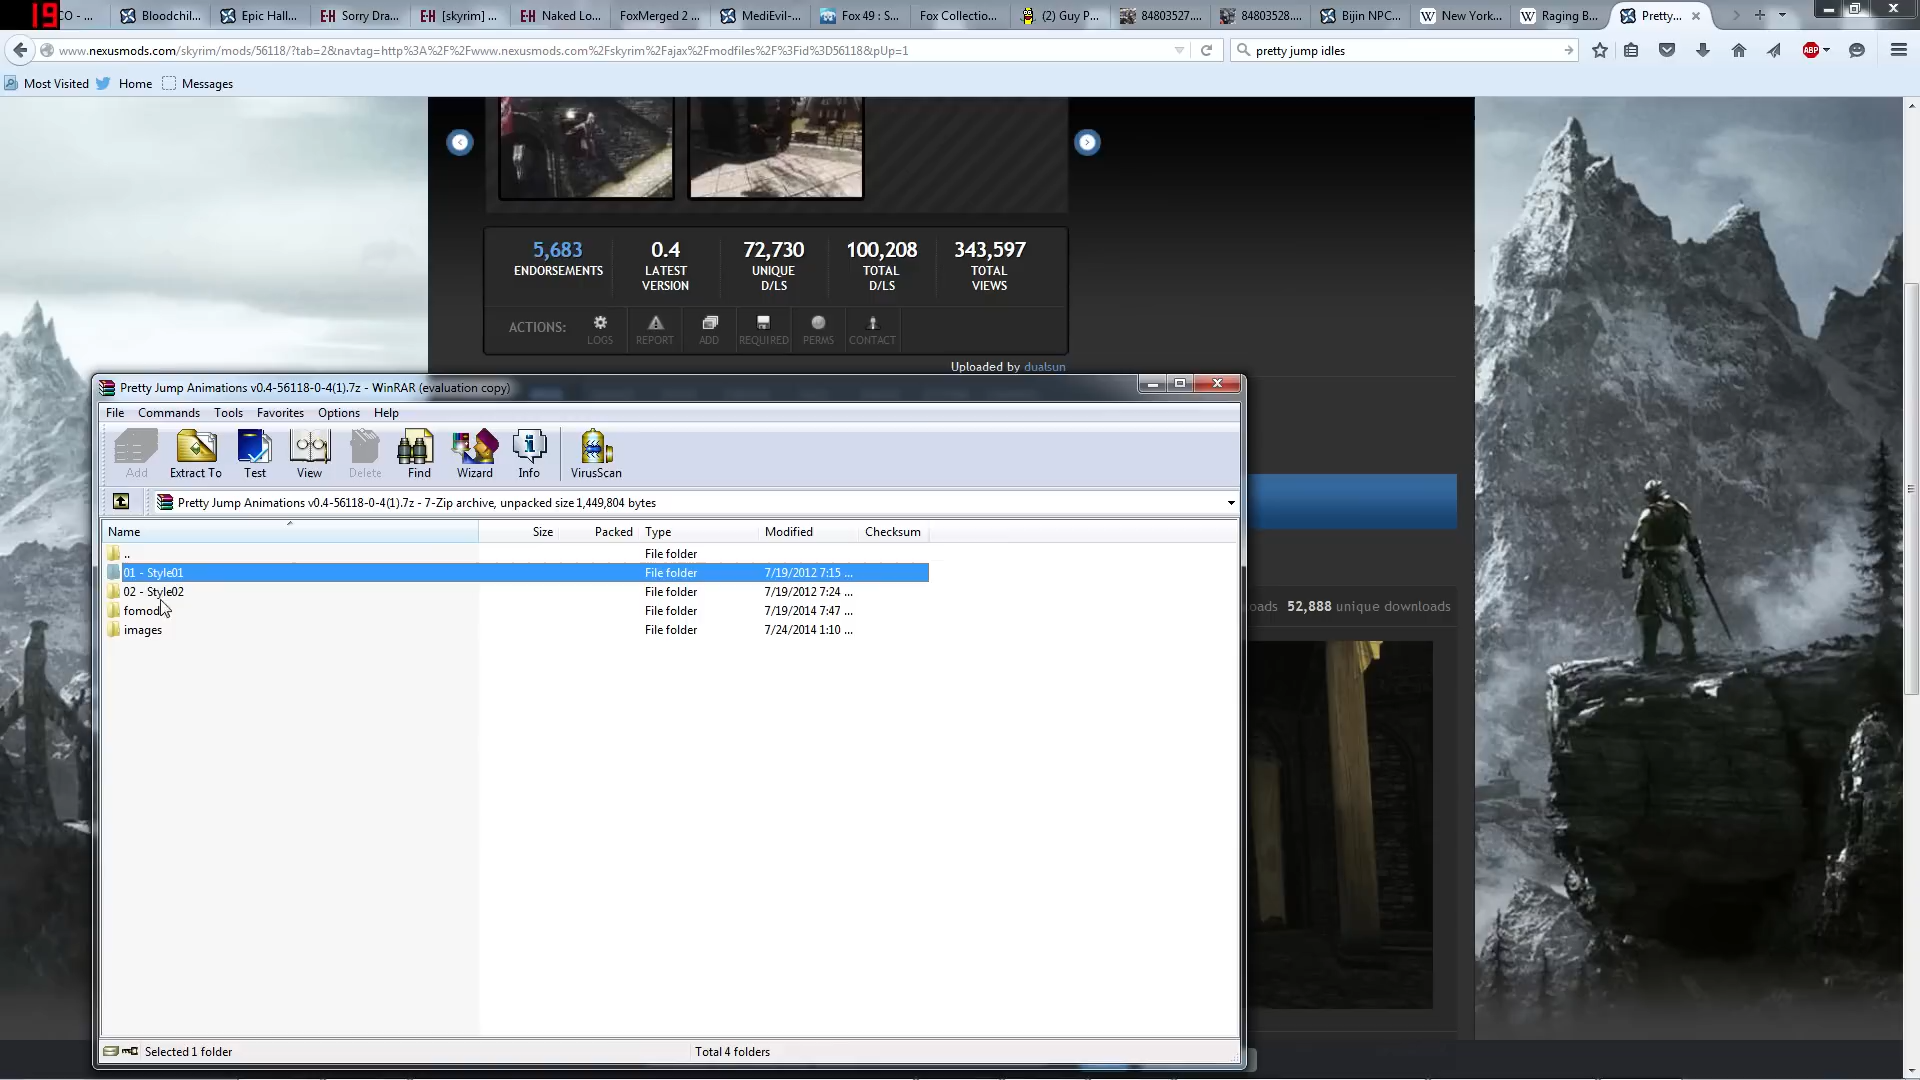 19
CO -
Bloodchil...
Epic Hall...
Sorry Dra...
[skyrim] ...
Naked Lo...
FoxMerged 2 ...
MediEvil-...
Fox 49 : S...
Fox Collectio...
(2) Guy P...
84803527....
84803528....
Bijin NPC...
New York...
Raging B...
Pretty...
www.nexusmods.com/skyrim/mods/56118/?tab=2&navtag=http%3A%2F%2Fwww.nexusmods.com%2Fskyrim%2Fajax%2Fmodfiles%2F%3Fid%3D56118&pUp=1
pretty jump idles
ABP
Most Visited
Home
Messages
5,683
ENDORSEMENTS
0.4
LATEST
VERSION
72,730
UNIQUE
D/LS
100,208
TOTAL
D/LS
343,597
TOTAL
VIEWS
ACTIONS:
LOGS
REPORT
ADD
REQUIRED
PERMS
CONTACT
Uploaded by dualsun
Pretty Jump Animations v0.4-56118-0-4(1).7z - WinRAR (evaluation copy)
File Commands Tools Favorites Options Help
Add
Extract To
Test
View
Delete
Find
Wizard
Info
VirusScan
Pretty Jump Animations v0.4-56118-0-4(1).7z - 7-Zip archive, unpacked size 1,449,804 bytes
Name Size Packed Type Modified Checksum
.. File folder
01 - Style01 File folder 7/19/2012 7:15 ...
02 - Style02 File folder 7/19/2012 7:24 ...
fomod File folder 7/19/2014 7:47 ...
images File folder 7/24/2014 1:10 ...
oads 52,888 unique downloads
Selected 1 folder
Total 4 folders